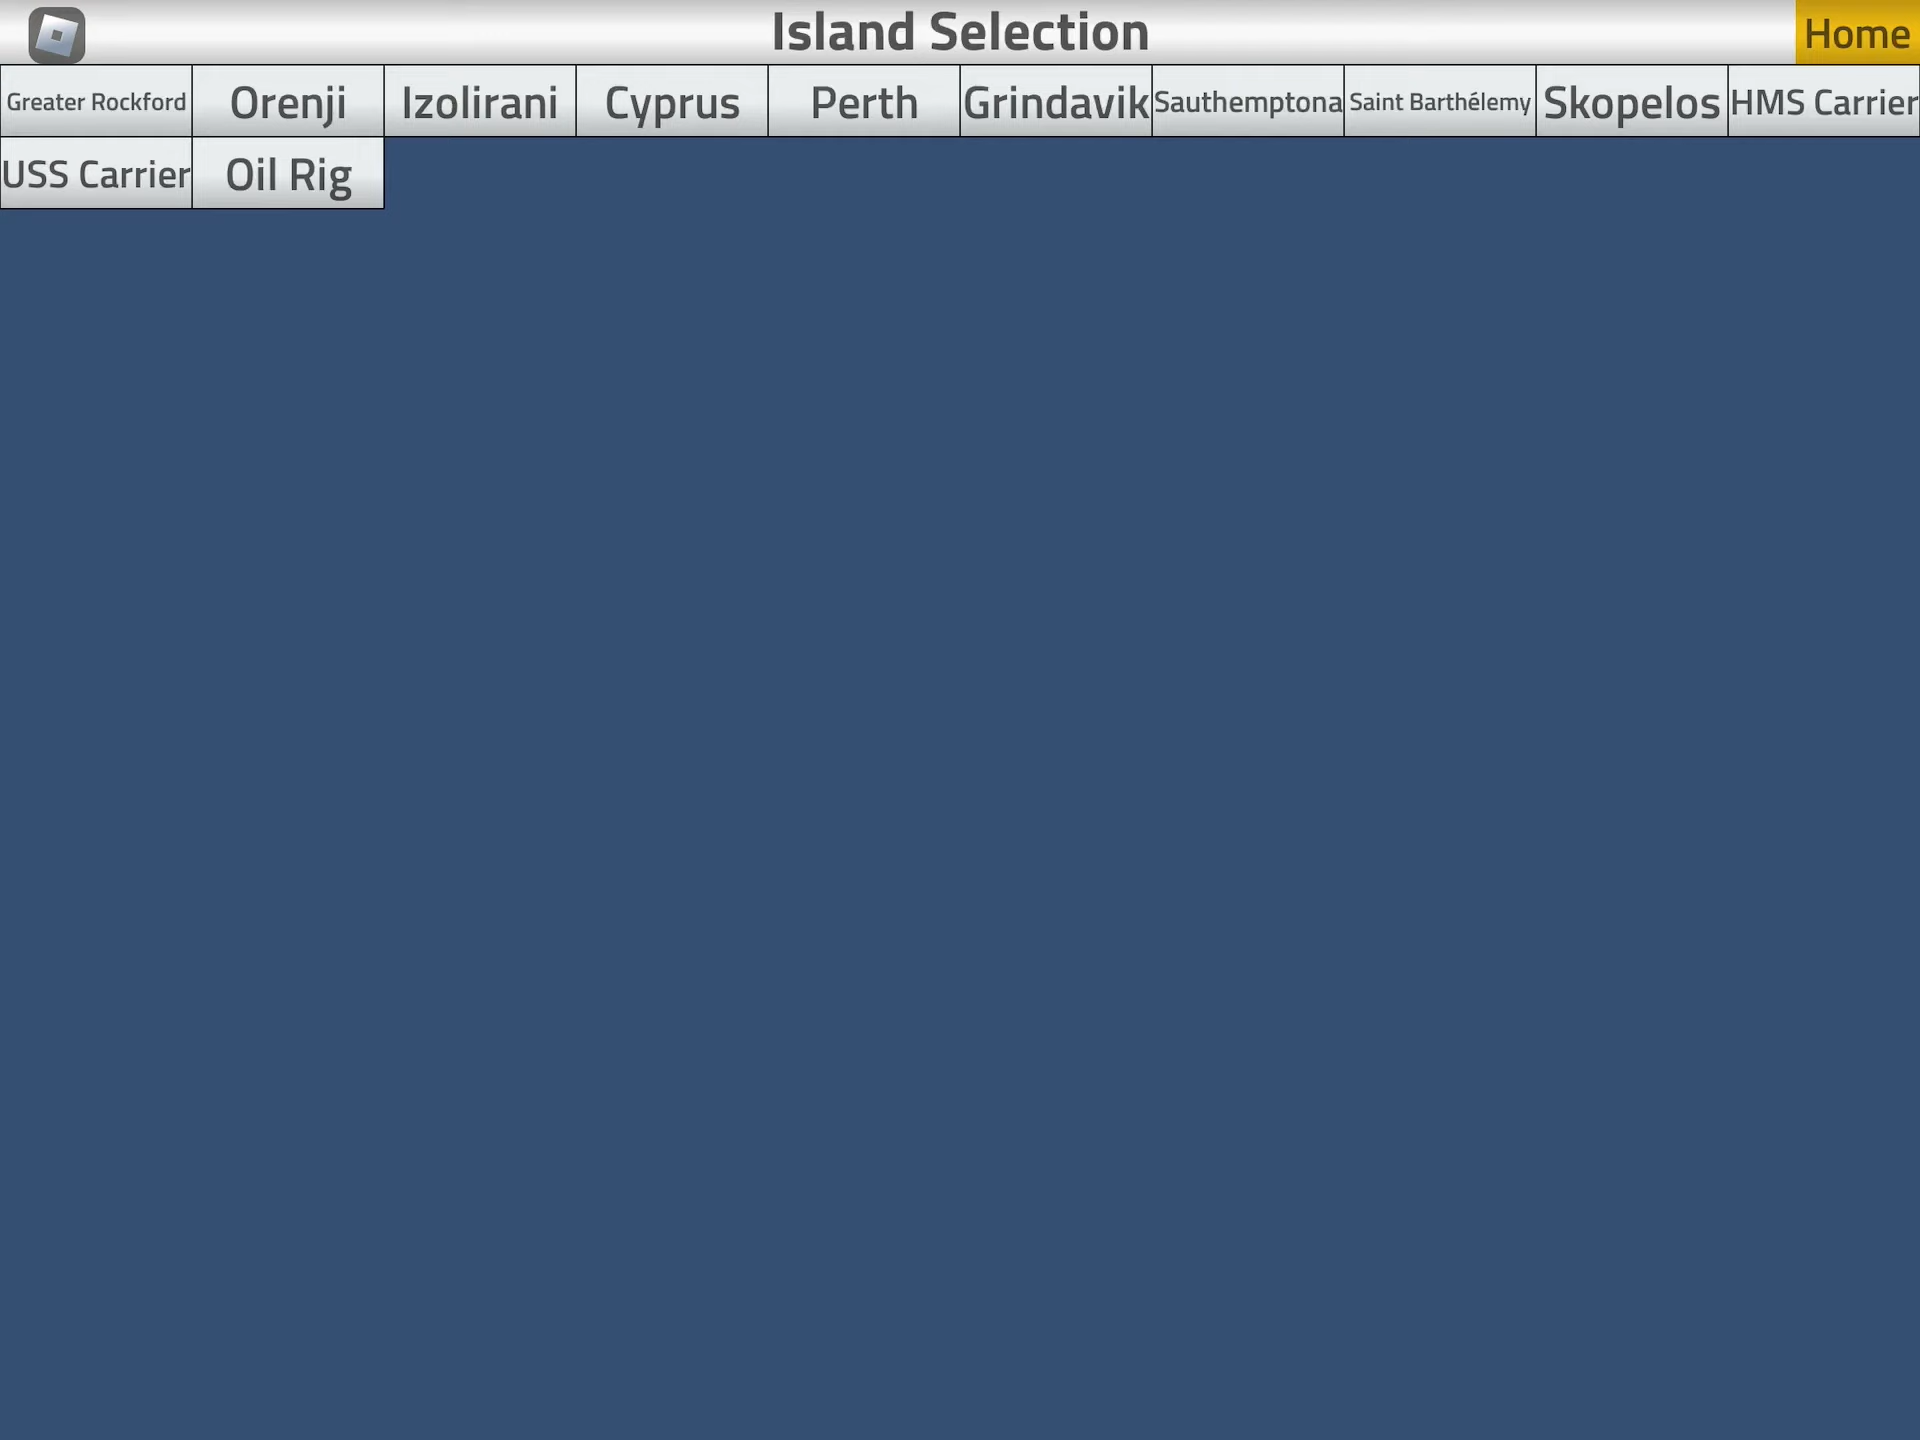 Island Selection
Home
Greater Rockford
Orenji
Izolirani
Cyprus
Perth
Grindavik
Sauthemptona
Saint Barthélemy
Skopelos
HMS Carrier
USS Carrier
Oil Rig